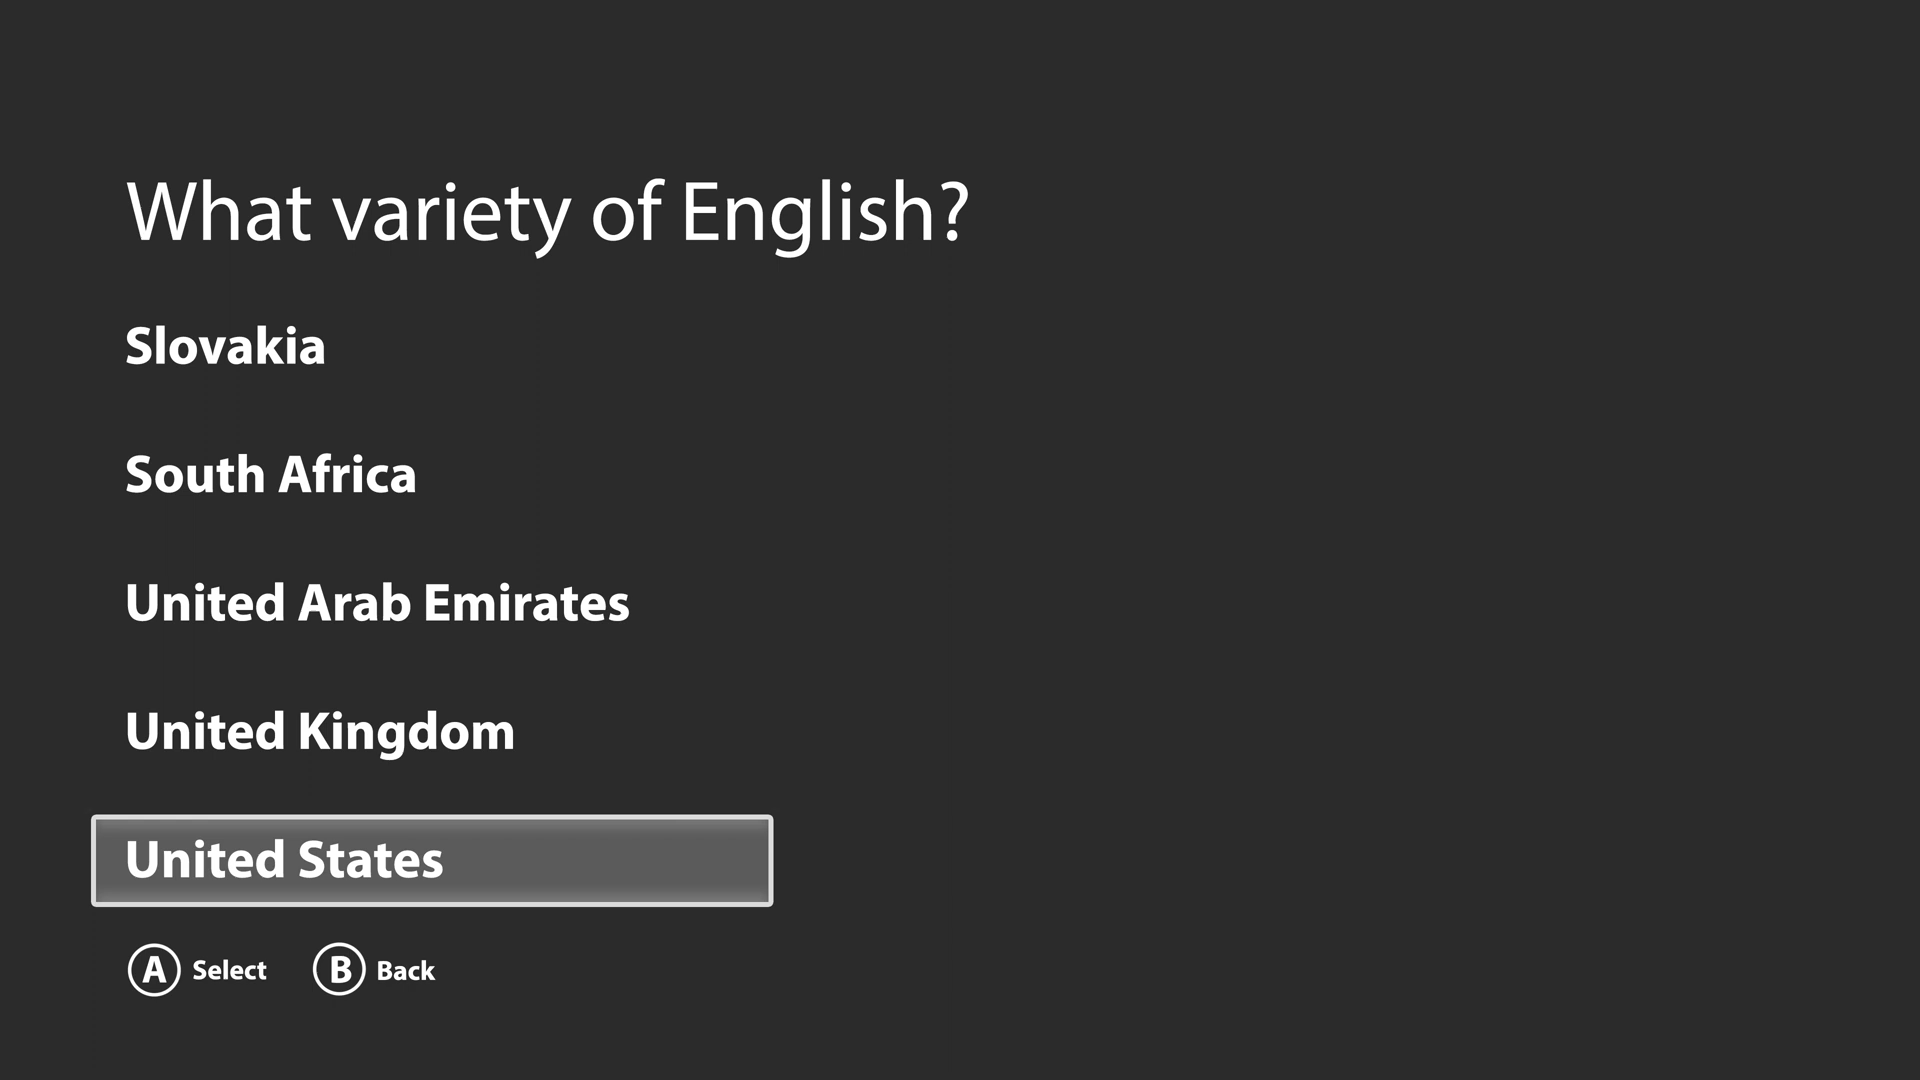 What variety of English?
Slovakia
South Africa
United Arab Emirates
United Kingdom
United States
A Select B Back